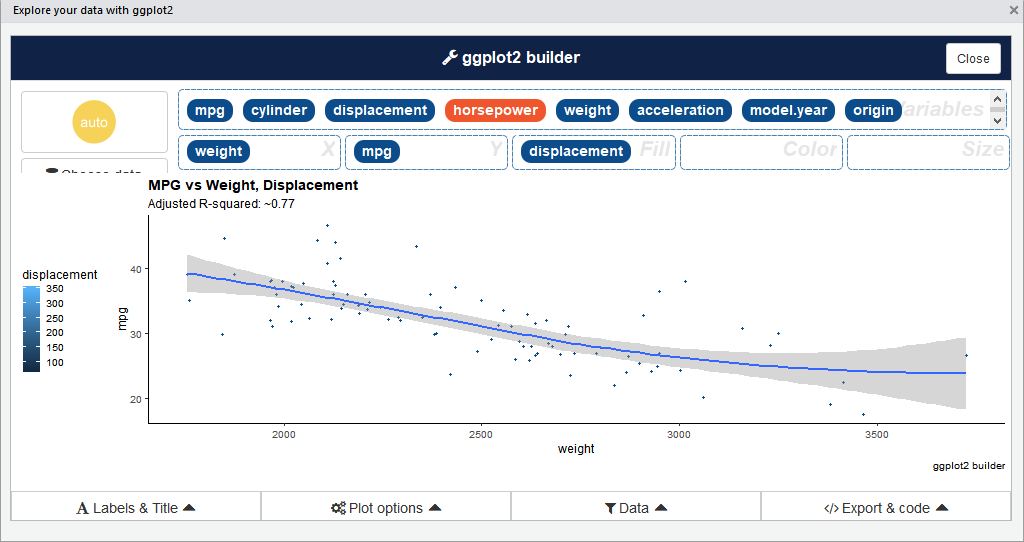 Explore your data with ggplot2
ggplot2 builder
Close
auto
mpg cylinder displacement horsepower weight acceleration model.year origin Variables
Choose data
weight X mpg Y displacement Fill Color Size
MPG vs Weight, Displacement
Adjusted R-squared: ~0.77
displacement
350
300
250
200
150
100
mpg
40
30
20
2000 2500 3000 3500
weight
ggplot2 builder
Labels & Title
Plot options
Data
</> Export & code